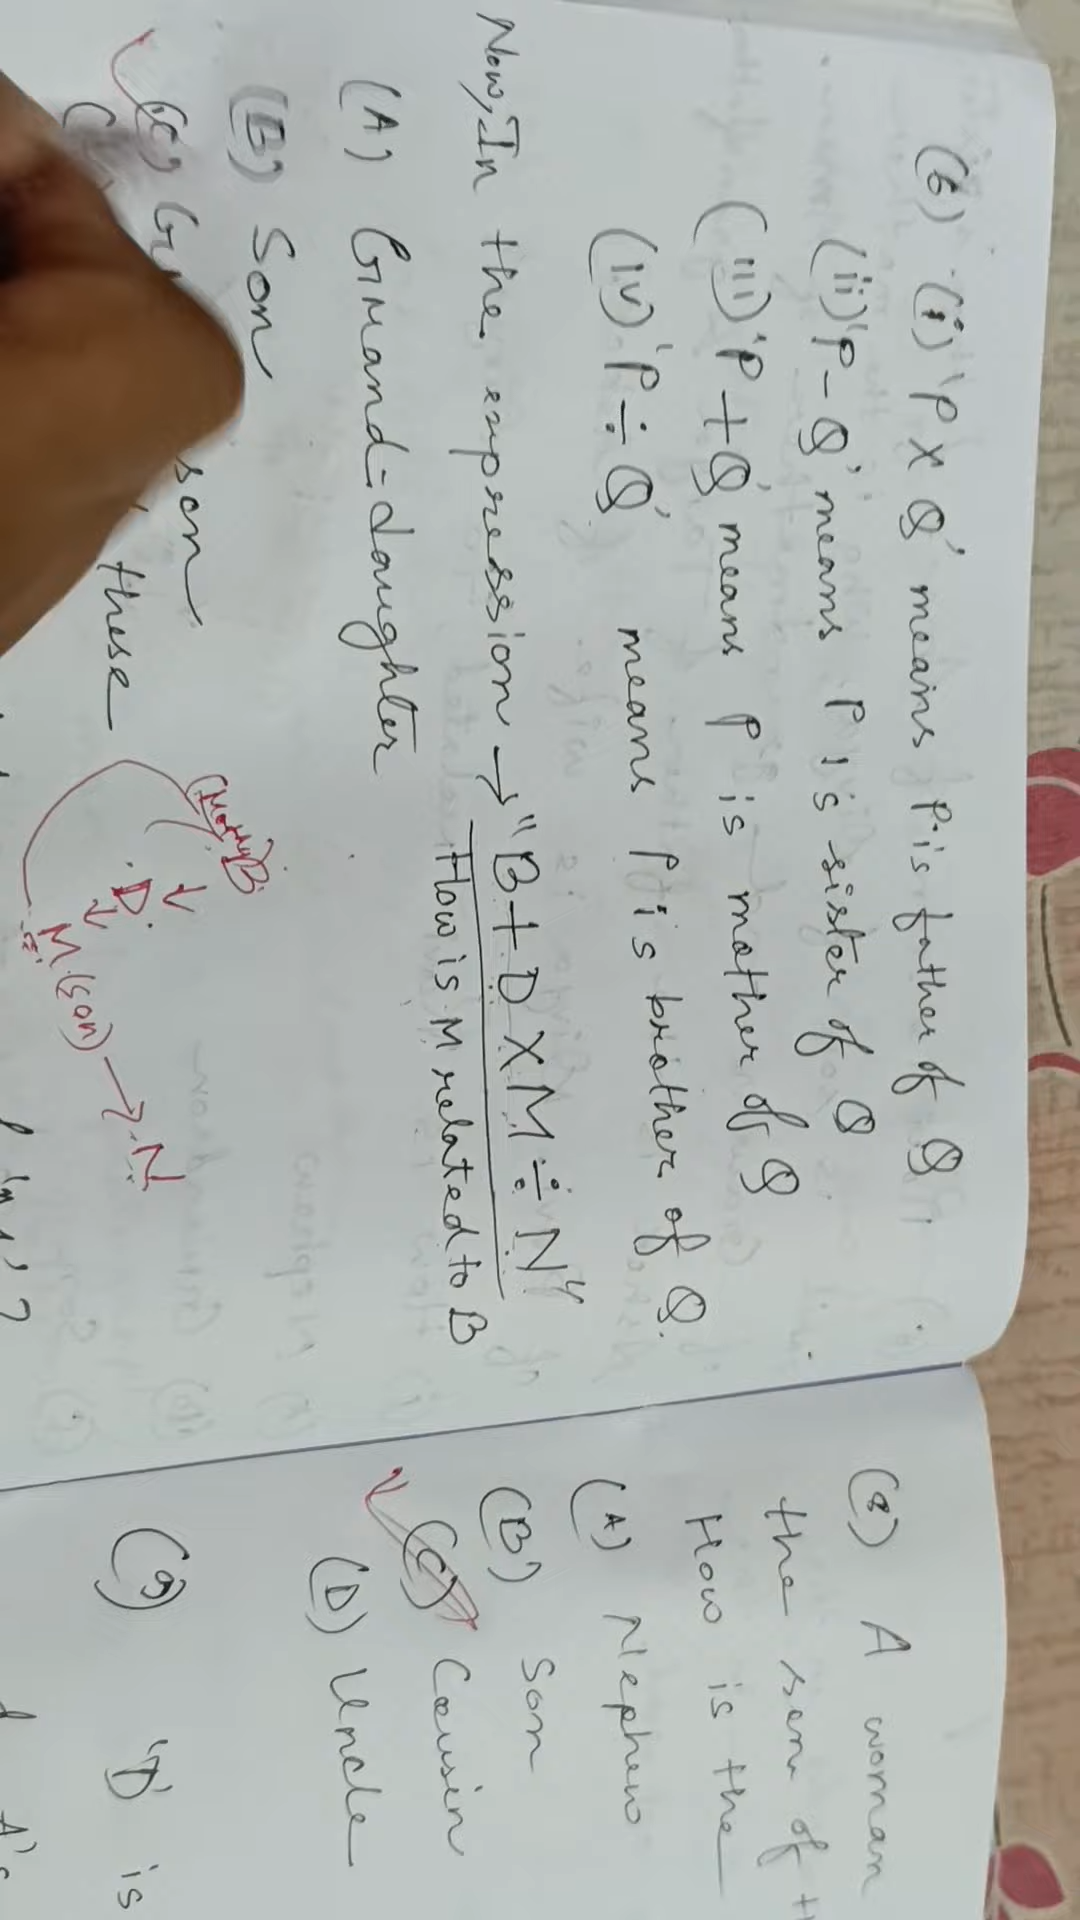 (6) (i) 'P X Q' means P is father of Q
(ii) 'P - Q' means P is sister of Q
(iii) 'P + Q' means P is mother of Q
(iv) 'P ÷ Q' means P is brother of Q.
Now, In the expression → "B + D X M ÷ N"
How is M related to B
(A) Grand-daughter
(B) Son
(C) son
these
B
D
M (son) → N
(8) A woman
the son of
How is the
(A) Nephew
(B) Son
(C) Cousin
(D) Uncle
(9) 'D' is
A's